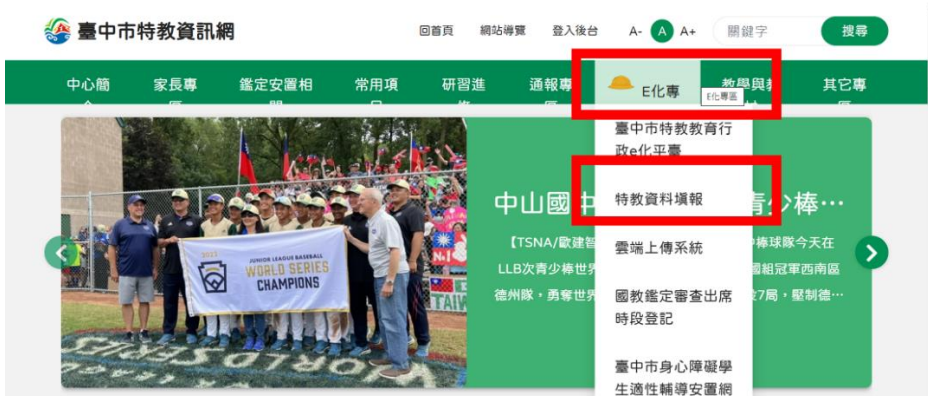 臺中市特教資訊網
回首頁 網站導覽 登入後台 A- A A+ 關鍵字 搜尋
中心簡 家長專 鑑定安置相 常用項 研習進 通報專 E化專 教學與教 其它專
E化專區
臺中市特教教育行
政e化平臺
特教資料填報
雲端上傳系統
國教鑑定審查出席
時段登記
臺中市身心障礙學
生適性輔導安置網
中山國中 青少棒…
【TSNA/歐建智 棒球隊今天在
LLB次青少棒世界 國組冠軍西南區
德州隊,勇奪世界 7局,壓制德…
2023
JUNIOR LEAGUE BASEBALL
WORLD SERIES
CHAMPIONS
No.1
TAIW